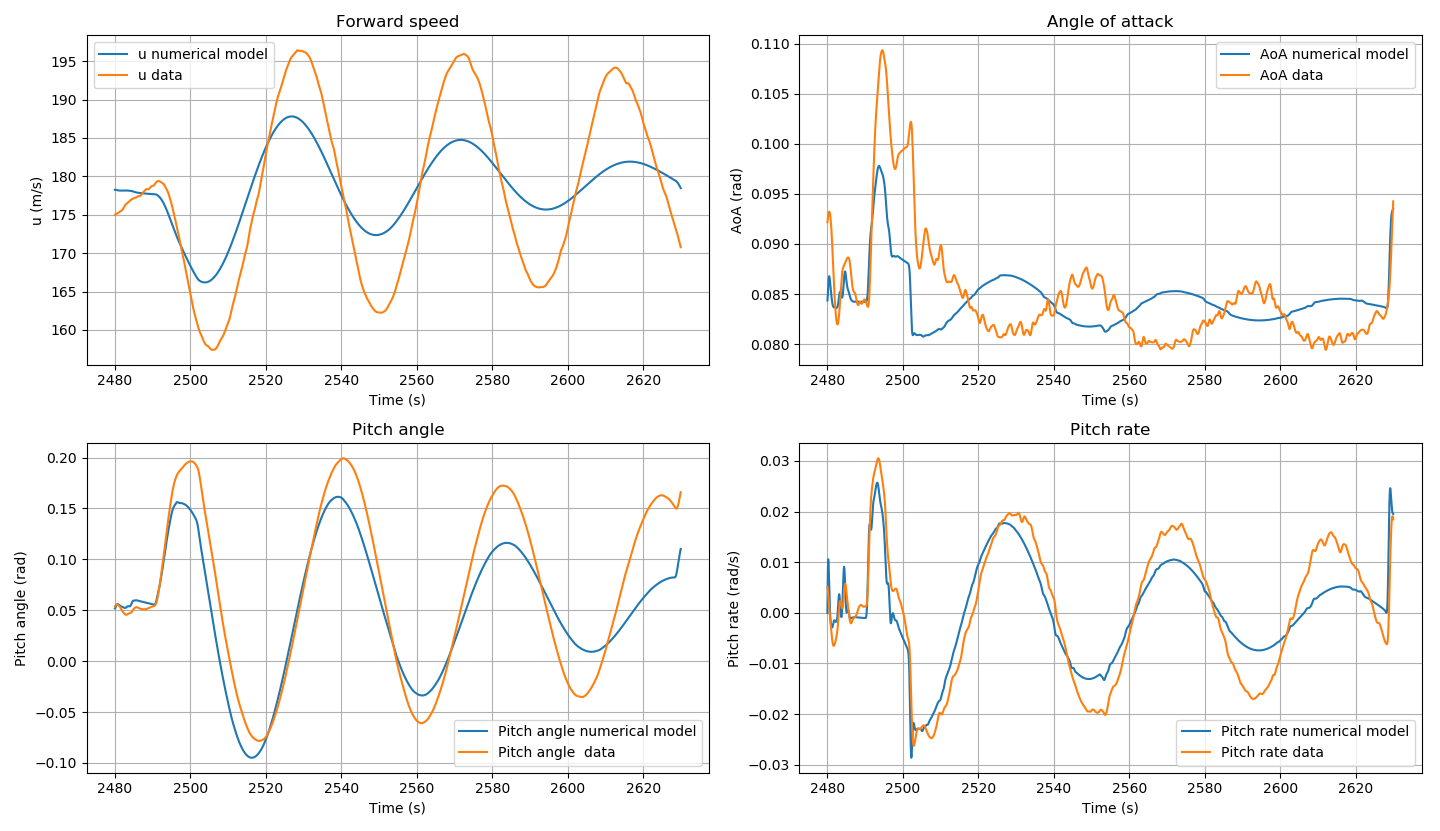 Forward speed
u numerical model
u data
195
190
185
180
175
170
165
160
u (m/s)
2480 2500 2520 2540 2560 2580 2600 2620
Time (s)
Angle of attack
AoA numerical model
AoA data
0.110
0.105
0.100
0.095
0.090
0.085
0.080
AoA (rad)
2480 2500 2520 2540 2560 2580 2600 2620
Time (s)
Pitch angle
0.20
0.15
0.10
0.05
0.00
−0.05
−0.10
Pitch angle (rad)
Pitch angle numerical model
Pitch angle  data
2480 2500 2520 2540 2560 2580 2600 2620
Time (s)
Pitch rate
0.03
0.02
0.01
0.00
−0.01
−0.02
−0.03
Pitch rate (rad/s)
Pitch rate numerical model
Pitch rate data
2480 2500 2520 2540 2560 2580 2600 2620
Time (s)